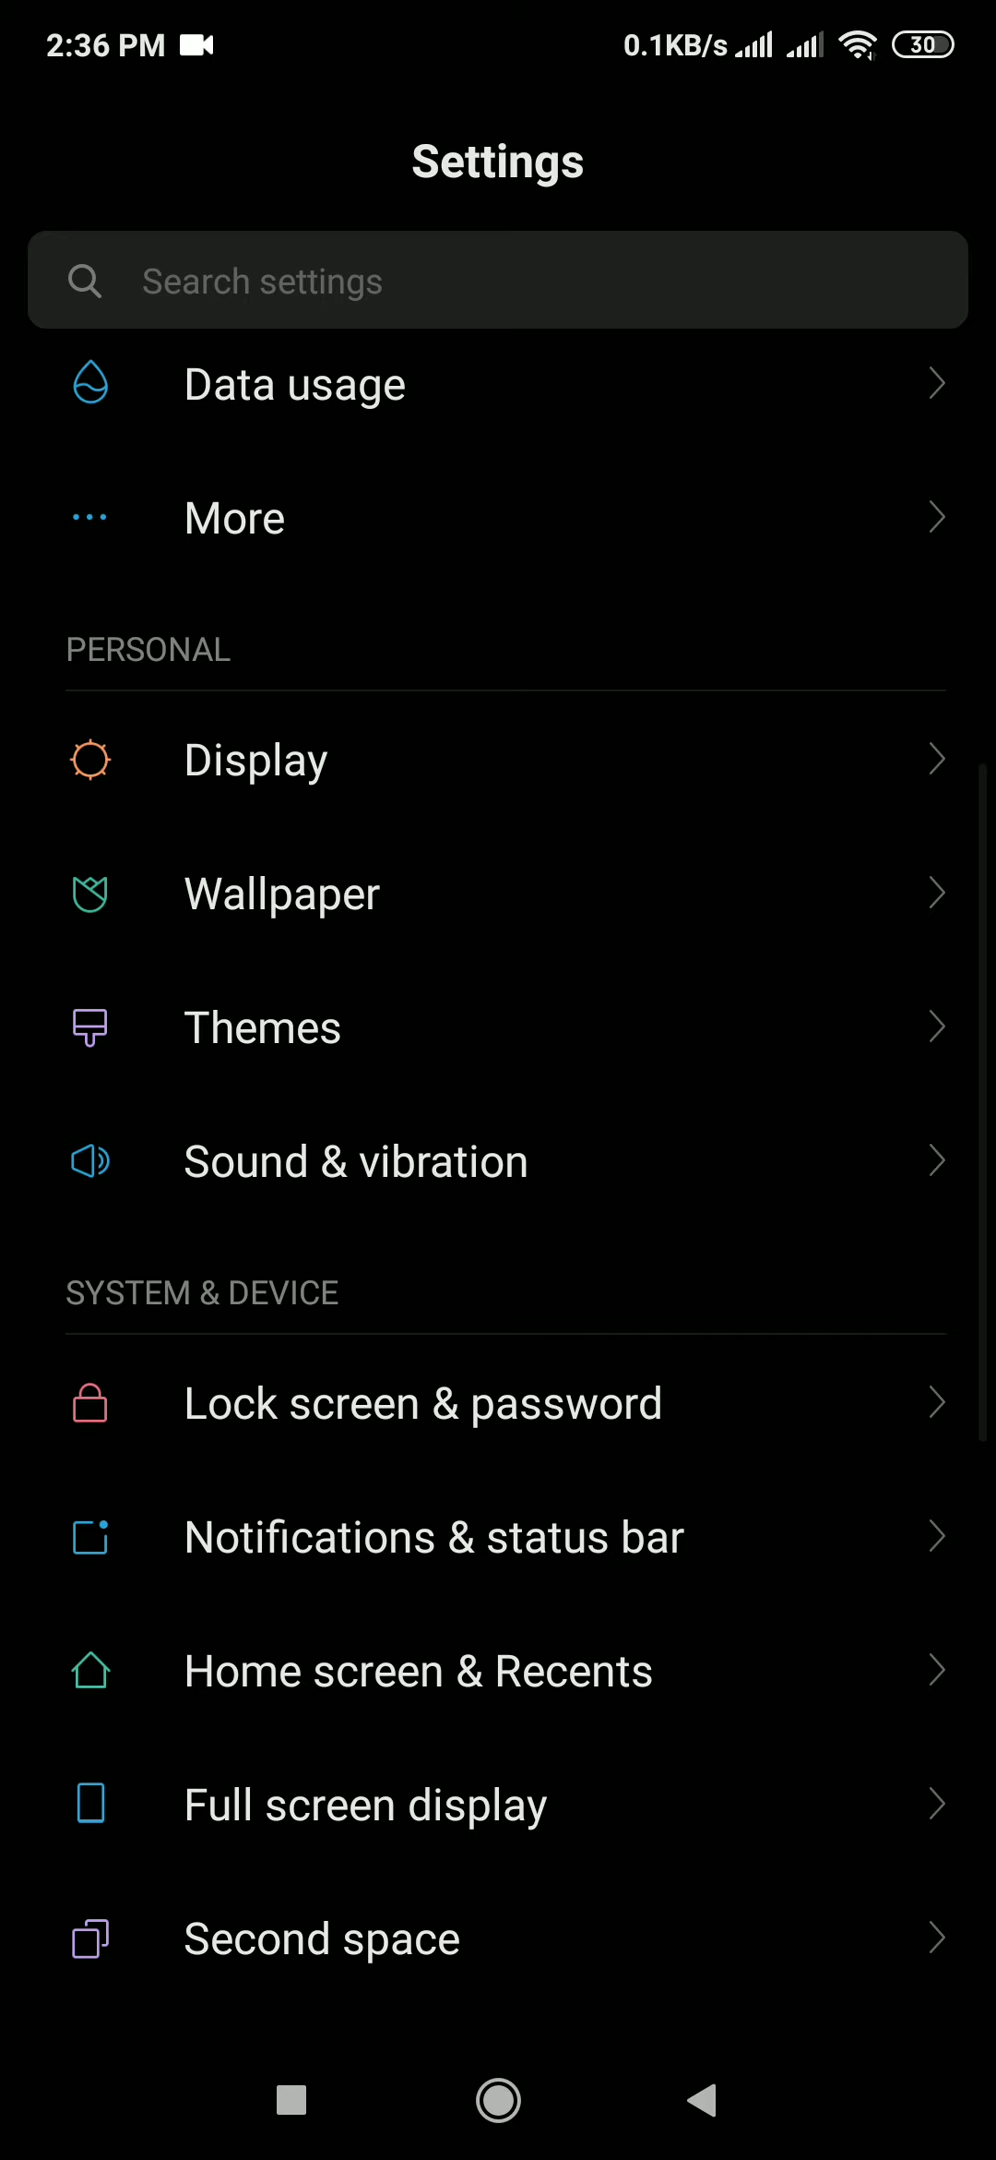 2:36 PM 0.1KB/s 30
Settings
Search settings
Data usage
More
PERSONAL
Display
Wallpaper
Themes
Sound & vibration
SYSTEM & DEVICE
Lock screen & password
Notifications & status bar
Home screen & Recents
Full screen display
Second space